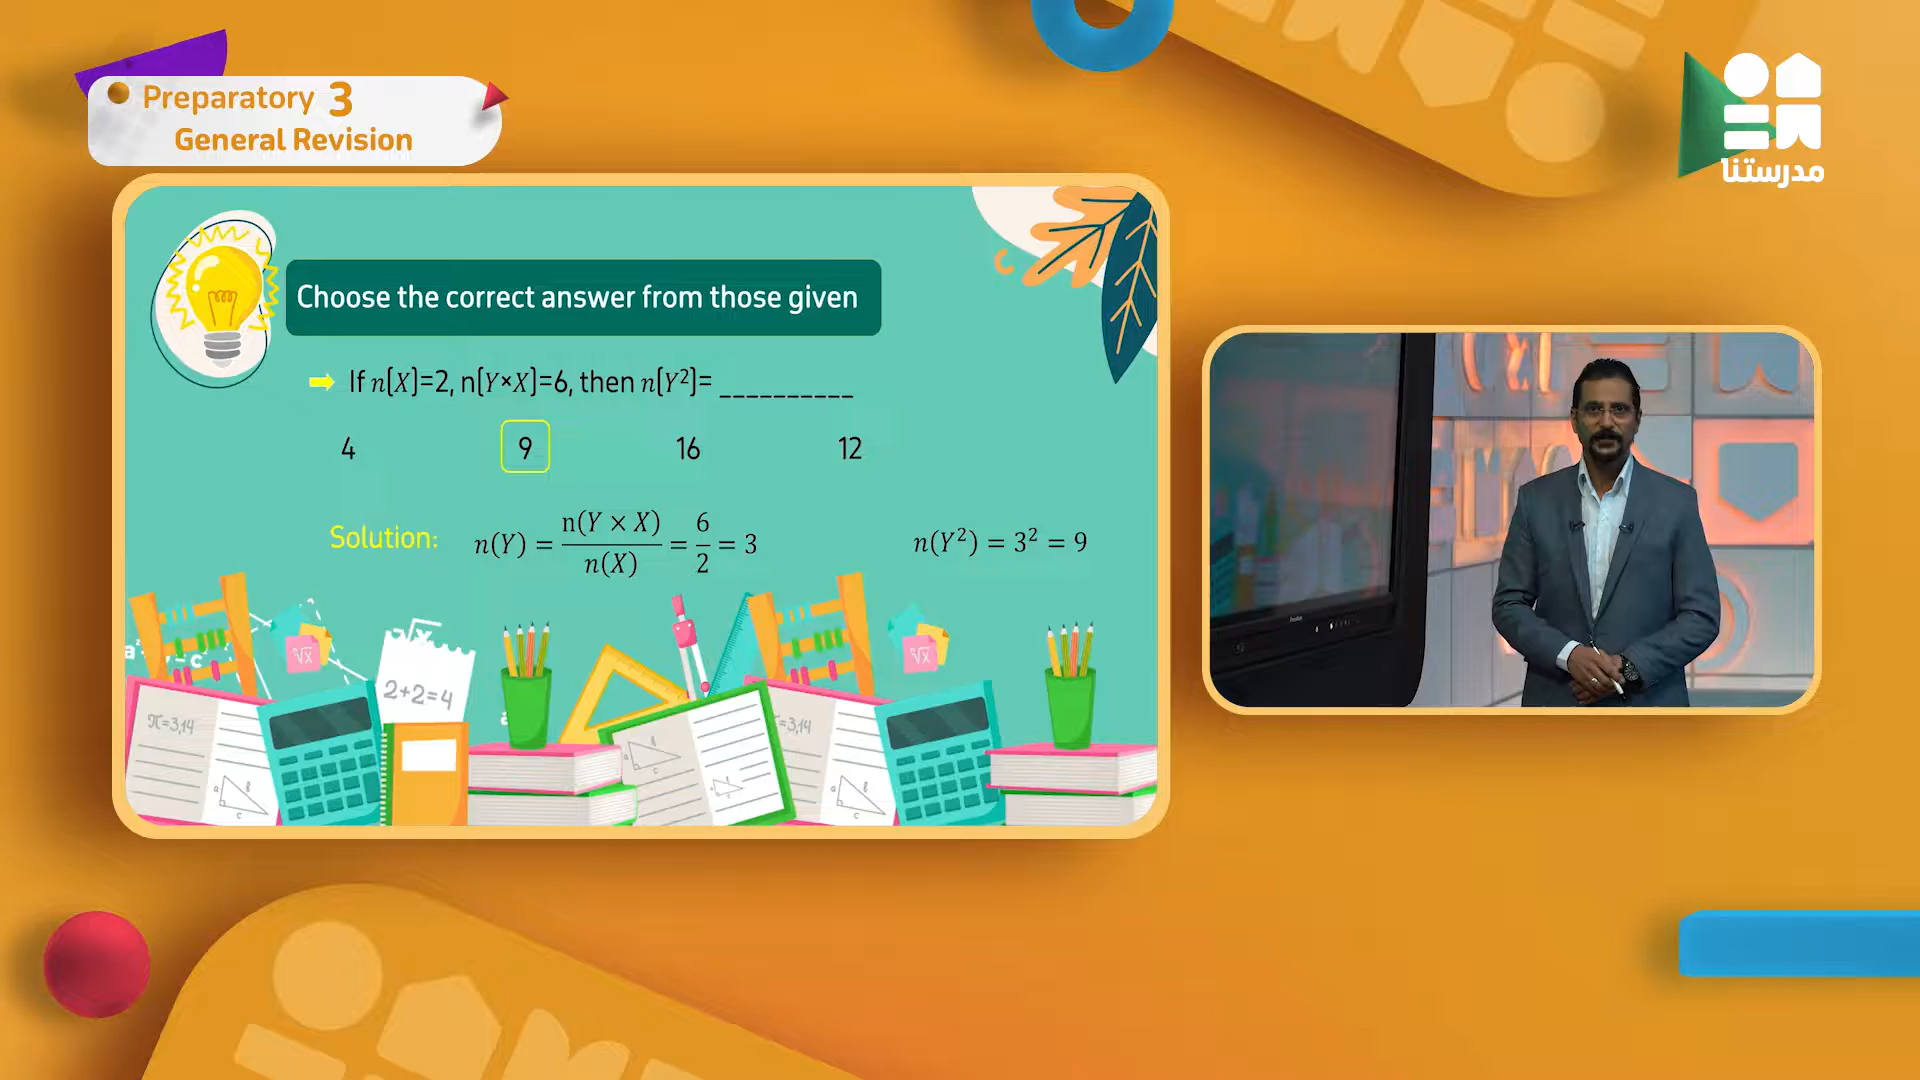 Preparatory 3
General Revision
مدرستنا
Choose the correct answer from those given
If n(X)=2, n(Y×X)=6, then n(Y²)= __________
4 9 16 12
Solution: n(Y) = n(Y × X) / n(X) = 6/2 = 3 n(Y²) = 3² = 9
√x
2+2=4
π=3,14